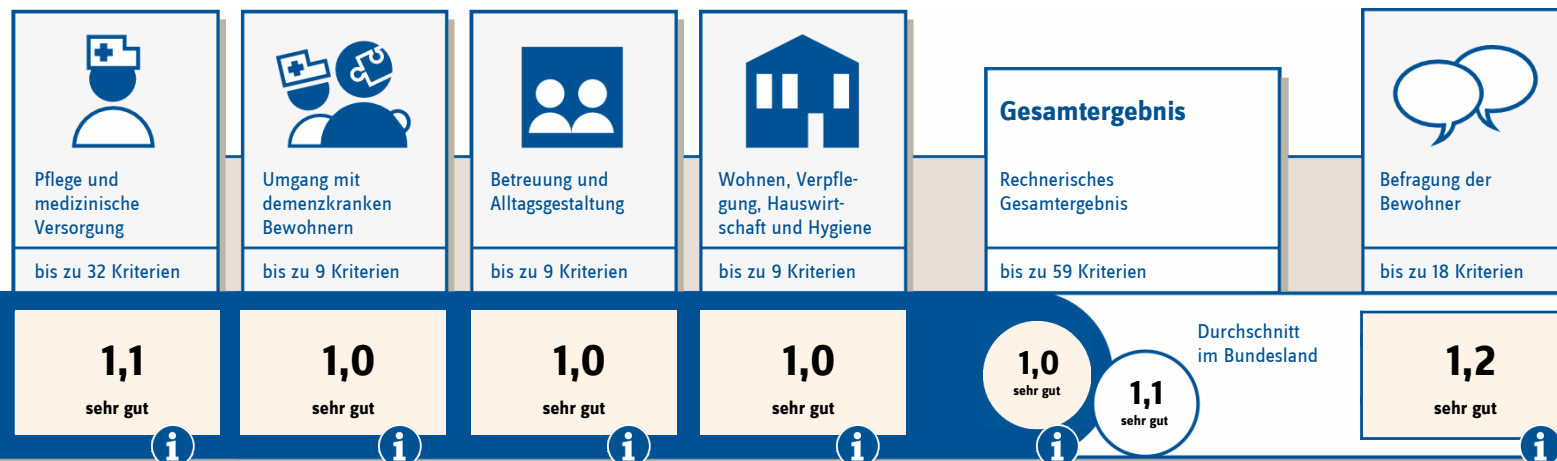 Pflege und
medizinische
Versorgung
bis zu 32 Kriterien
1,1
sehr gut
i
Umgang mit
demenzkranken
Bewohnern
bis zu 9 Kriterien
1,0
sehr gut
i
Betreuung und
Alltagsgestaltung
bis zu 9 Kriterien
1,0
sehr gut
i
Wohnen, Verpfle-
gung, Hauswirt-
schaft und Hygiene
bis zu 9 Kriterien
1,0
sehr gut
i
Gesamtergebnis
Rechnerisches
Gesamtergebnis
bis zu 59 Kriterien
1,0
sehr gut
i
Durchschnitt
im Bundesland
1,1
sehr gut
Befragung der
Bewohner
bis zu 18 Kriterien
1,2
sehr gut
i